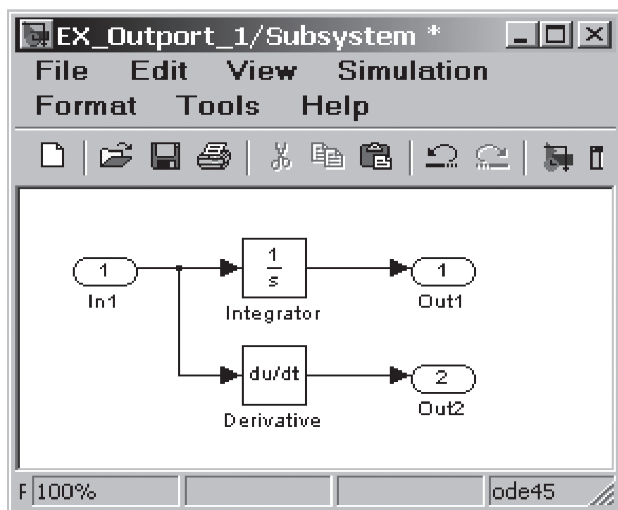 EX_Outport_1/Subsystem *
File Edit View Simulation
Format Tools Help
1
In1
1
s
Integrator
1
Out1
du/dt
Derivative
2
Out2
F 100% ode45